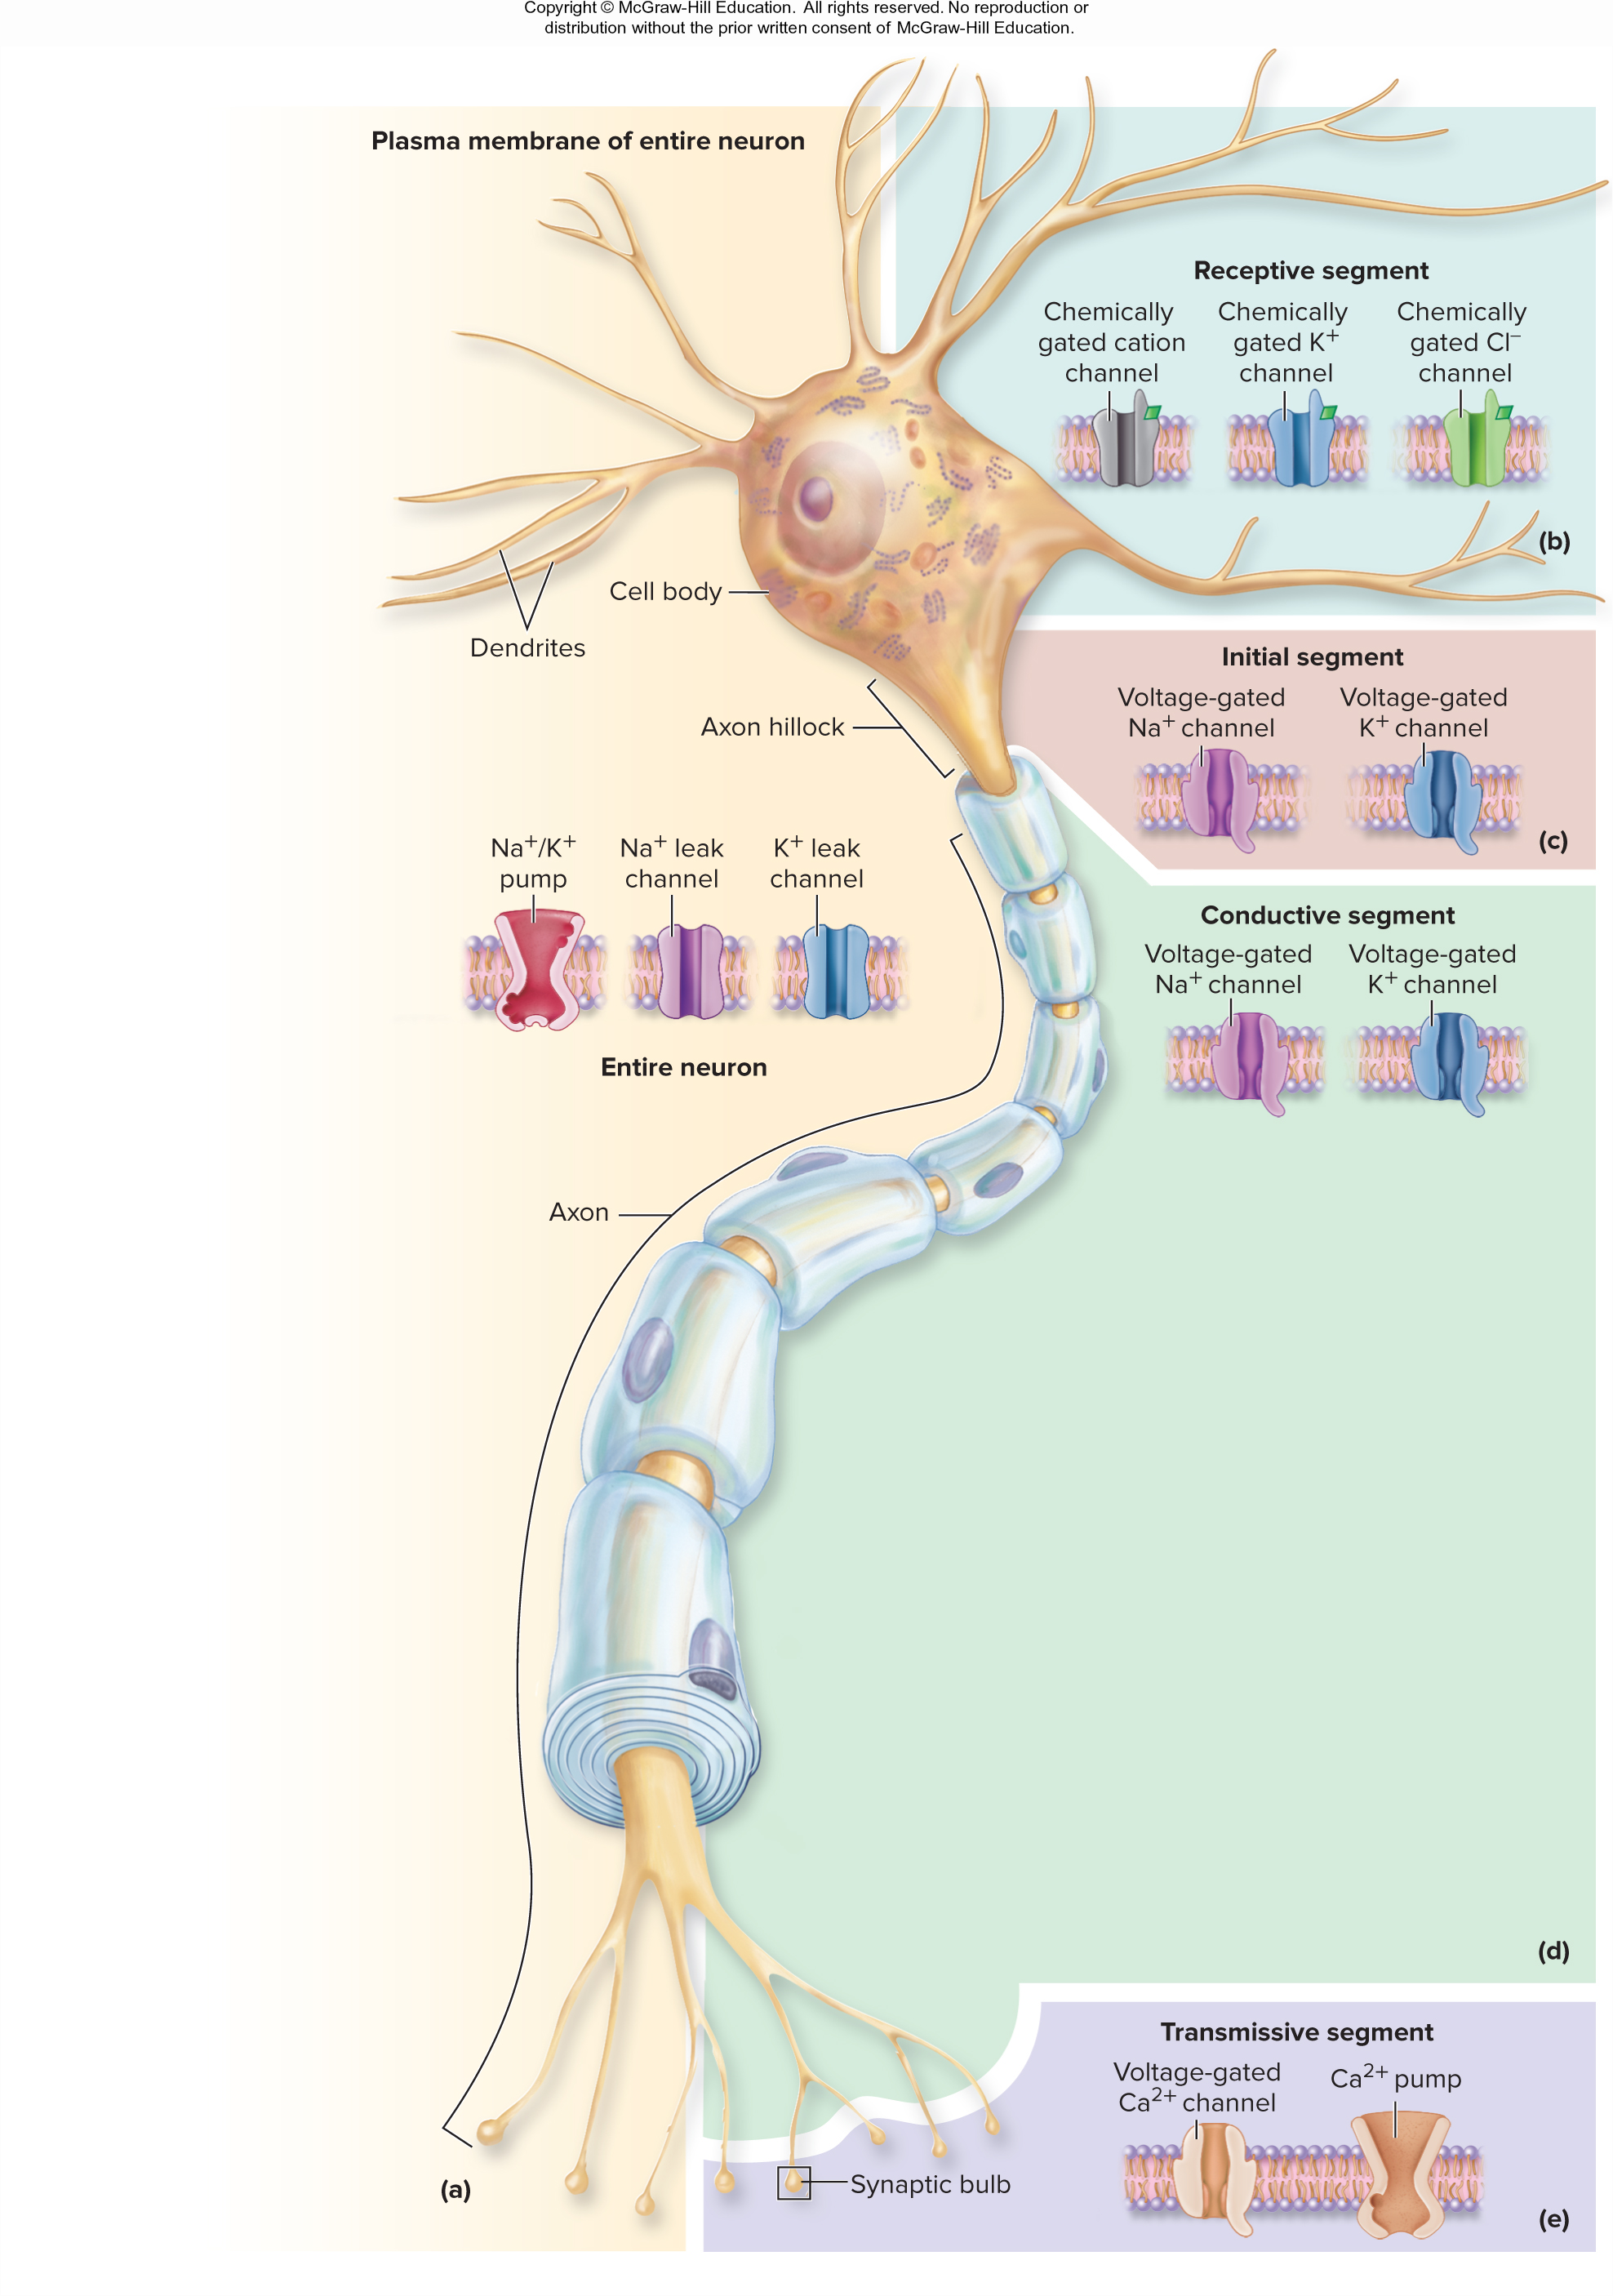 Copyright © McGraw-Hill Education. All rights reserved. No reproduction or
distribution without the prior written consent of McGraw-Hill Education.
Plasma membrane of entire neuron
Receptive segment
Chemically
gated cation
channel
Chemically
gated K⁺
channel
Chemically
gated Cl⁻
channel
(b)
Cell body
Dendrites
Initial segment
Voltage-gated
Na⁺ channel
Voltage-gated
K⁺ channel
(c)
Axon hillock
Na⁺/K⁺
pump
Na⁺ leak
channel
K⁺ leak
channel
Entire neuron
Conductive segment
Voltage-gated
Na⁺ channel
Voltage-gated
K⁺ channel
Axon
(d)
Transmissive segment
Voltage-gated
Ca²⁺ channel
Ca²⁺ pump
Synaptic bulb
(a)
(e)